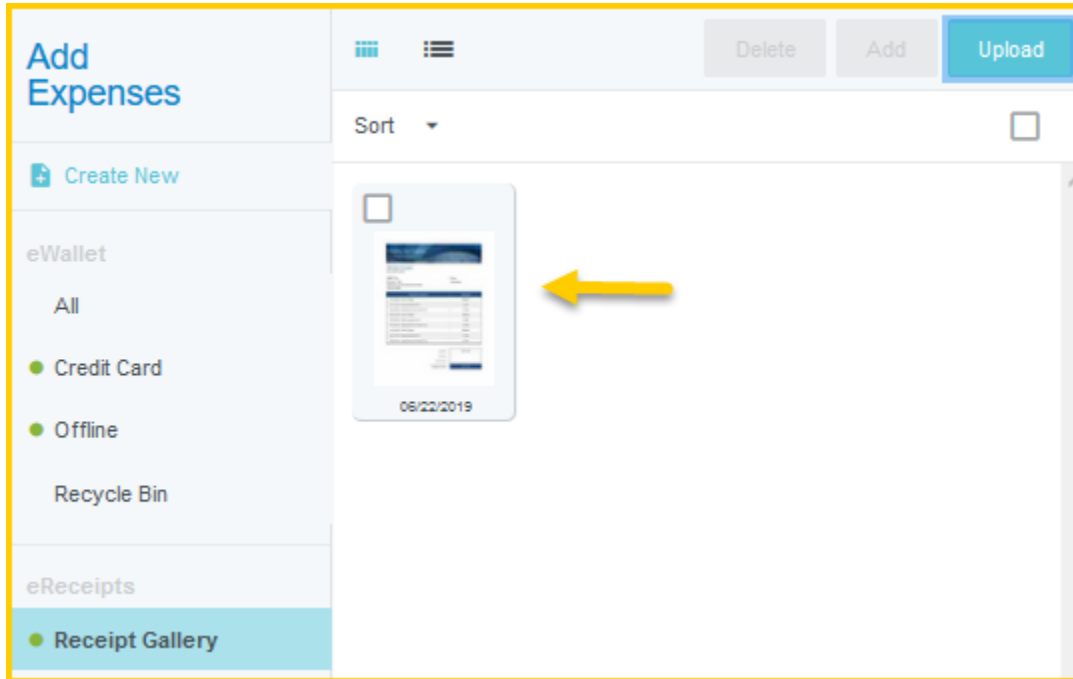 Add
Expenses
Delete
Add
Upload
Sort
Create New
eWallet
All
Credit Card
Offline
Recycle Bin
eReceipts
Receipt Gallery
06/22/2019